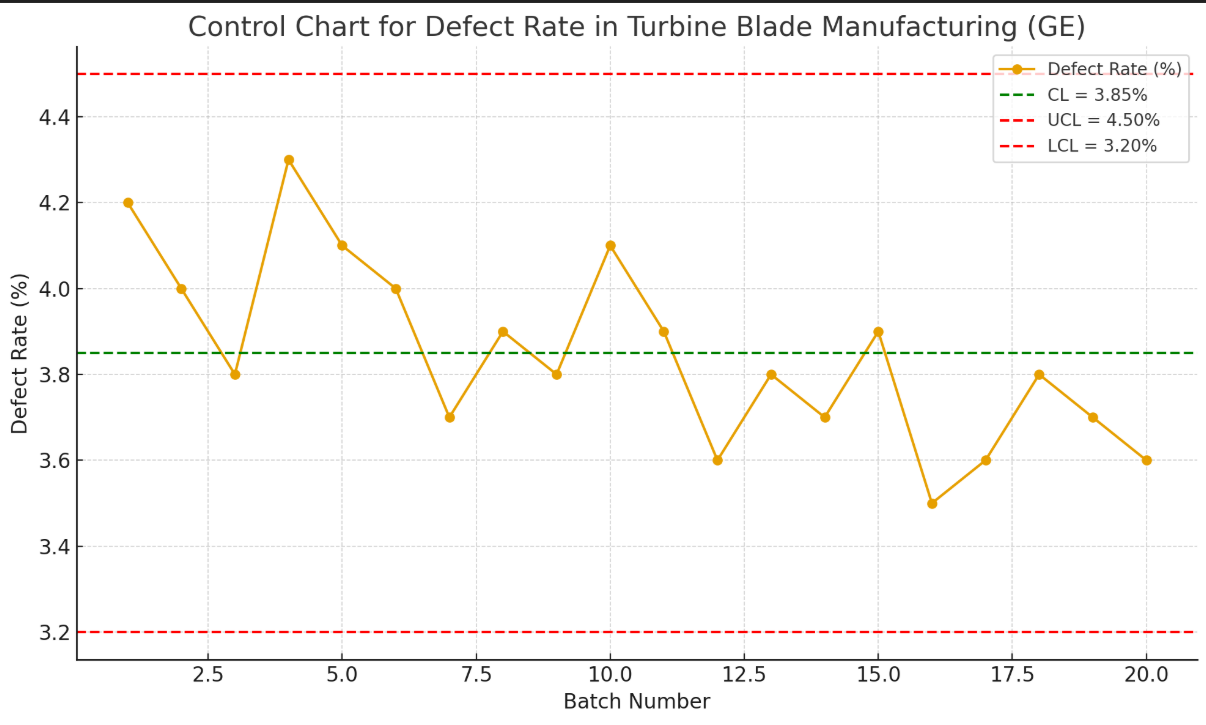 Control Chart for Defect Rate in Turbine Blade Manufacturing (GE)
Defect Rate (%)
CL = 3.85%
UCL = 4.50%
LCL = 3.20%
4.4
4.2
4.0
3.8
3.6
3.4
3.2
Defect Rate (%)
2.5 5.0 7.5 10.0 12.5 15.0 17.5 20.0
Batch Number